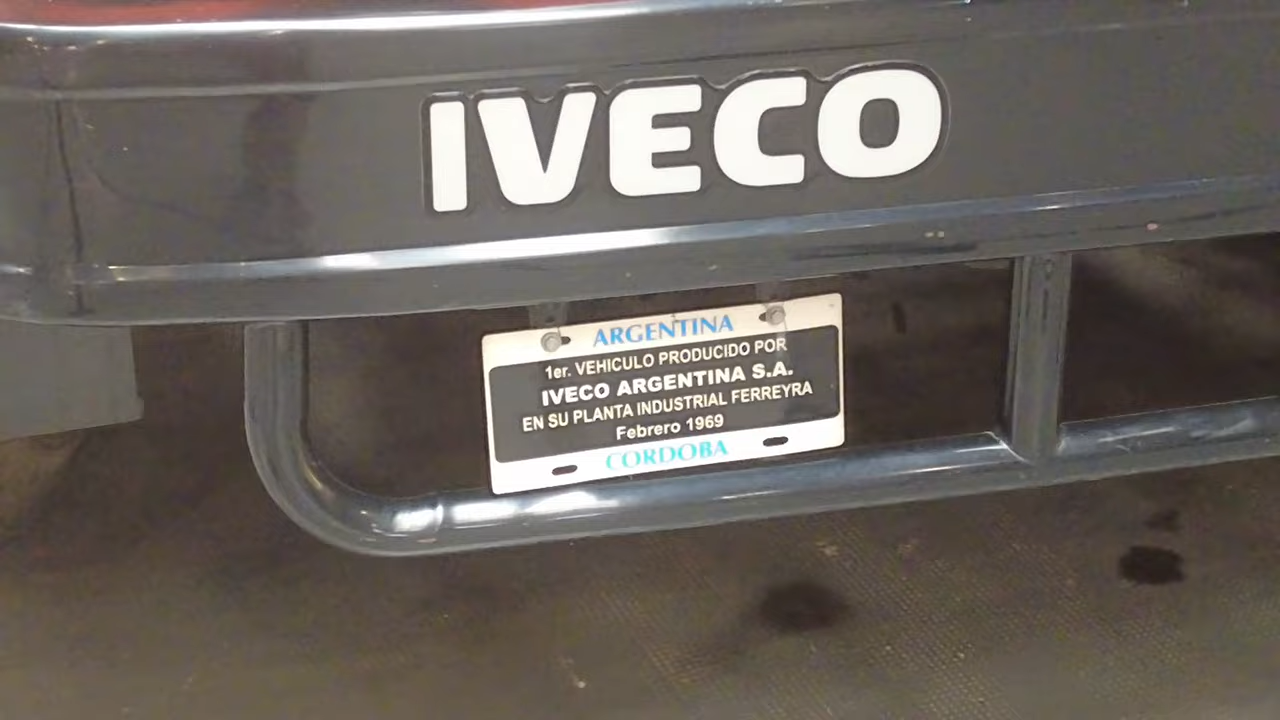 IVECO
ARGENTINA
1er. VEHICULO PRODUCIDO POR
IVECO ARGENTINA S.A.
EN SU PLANTA INDUSTRIAL FERREYRA
Febrero 1969
CORDOBA